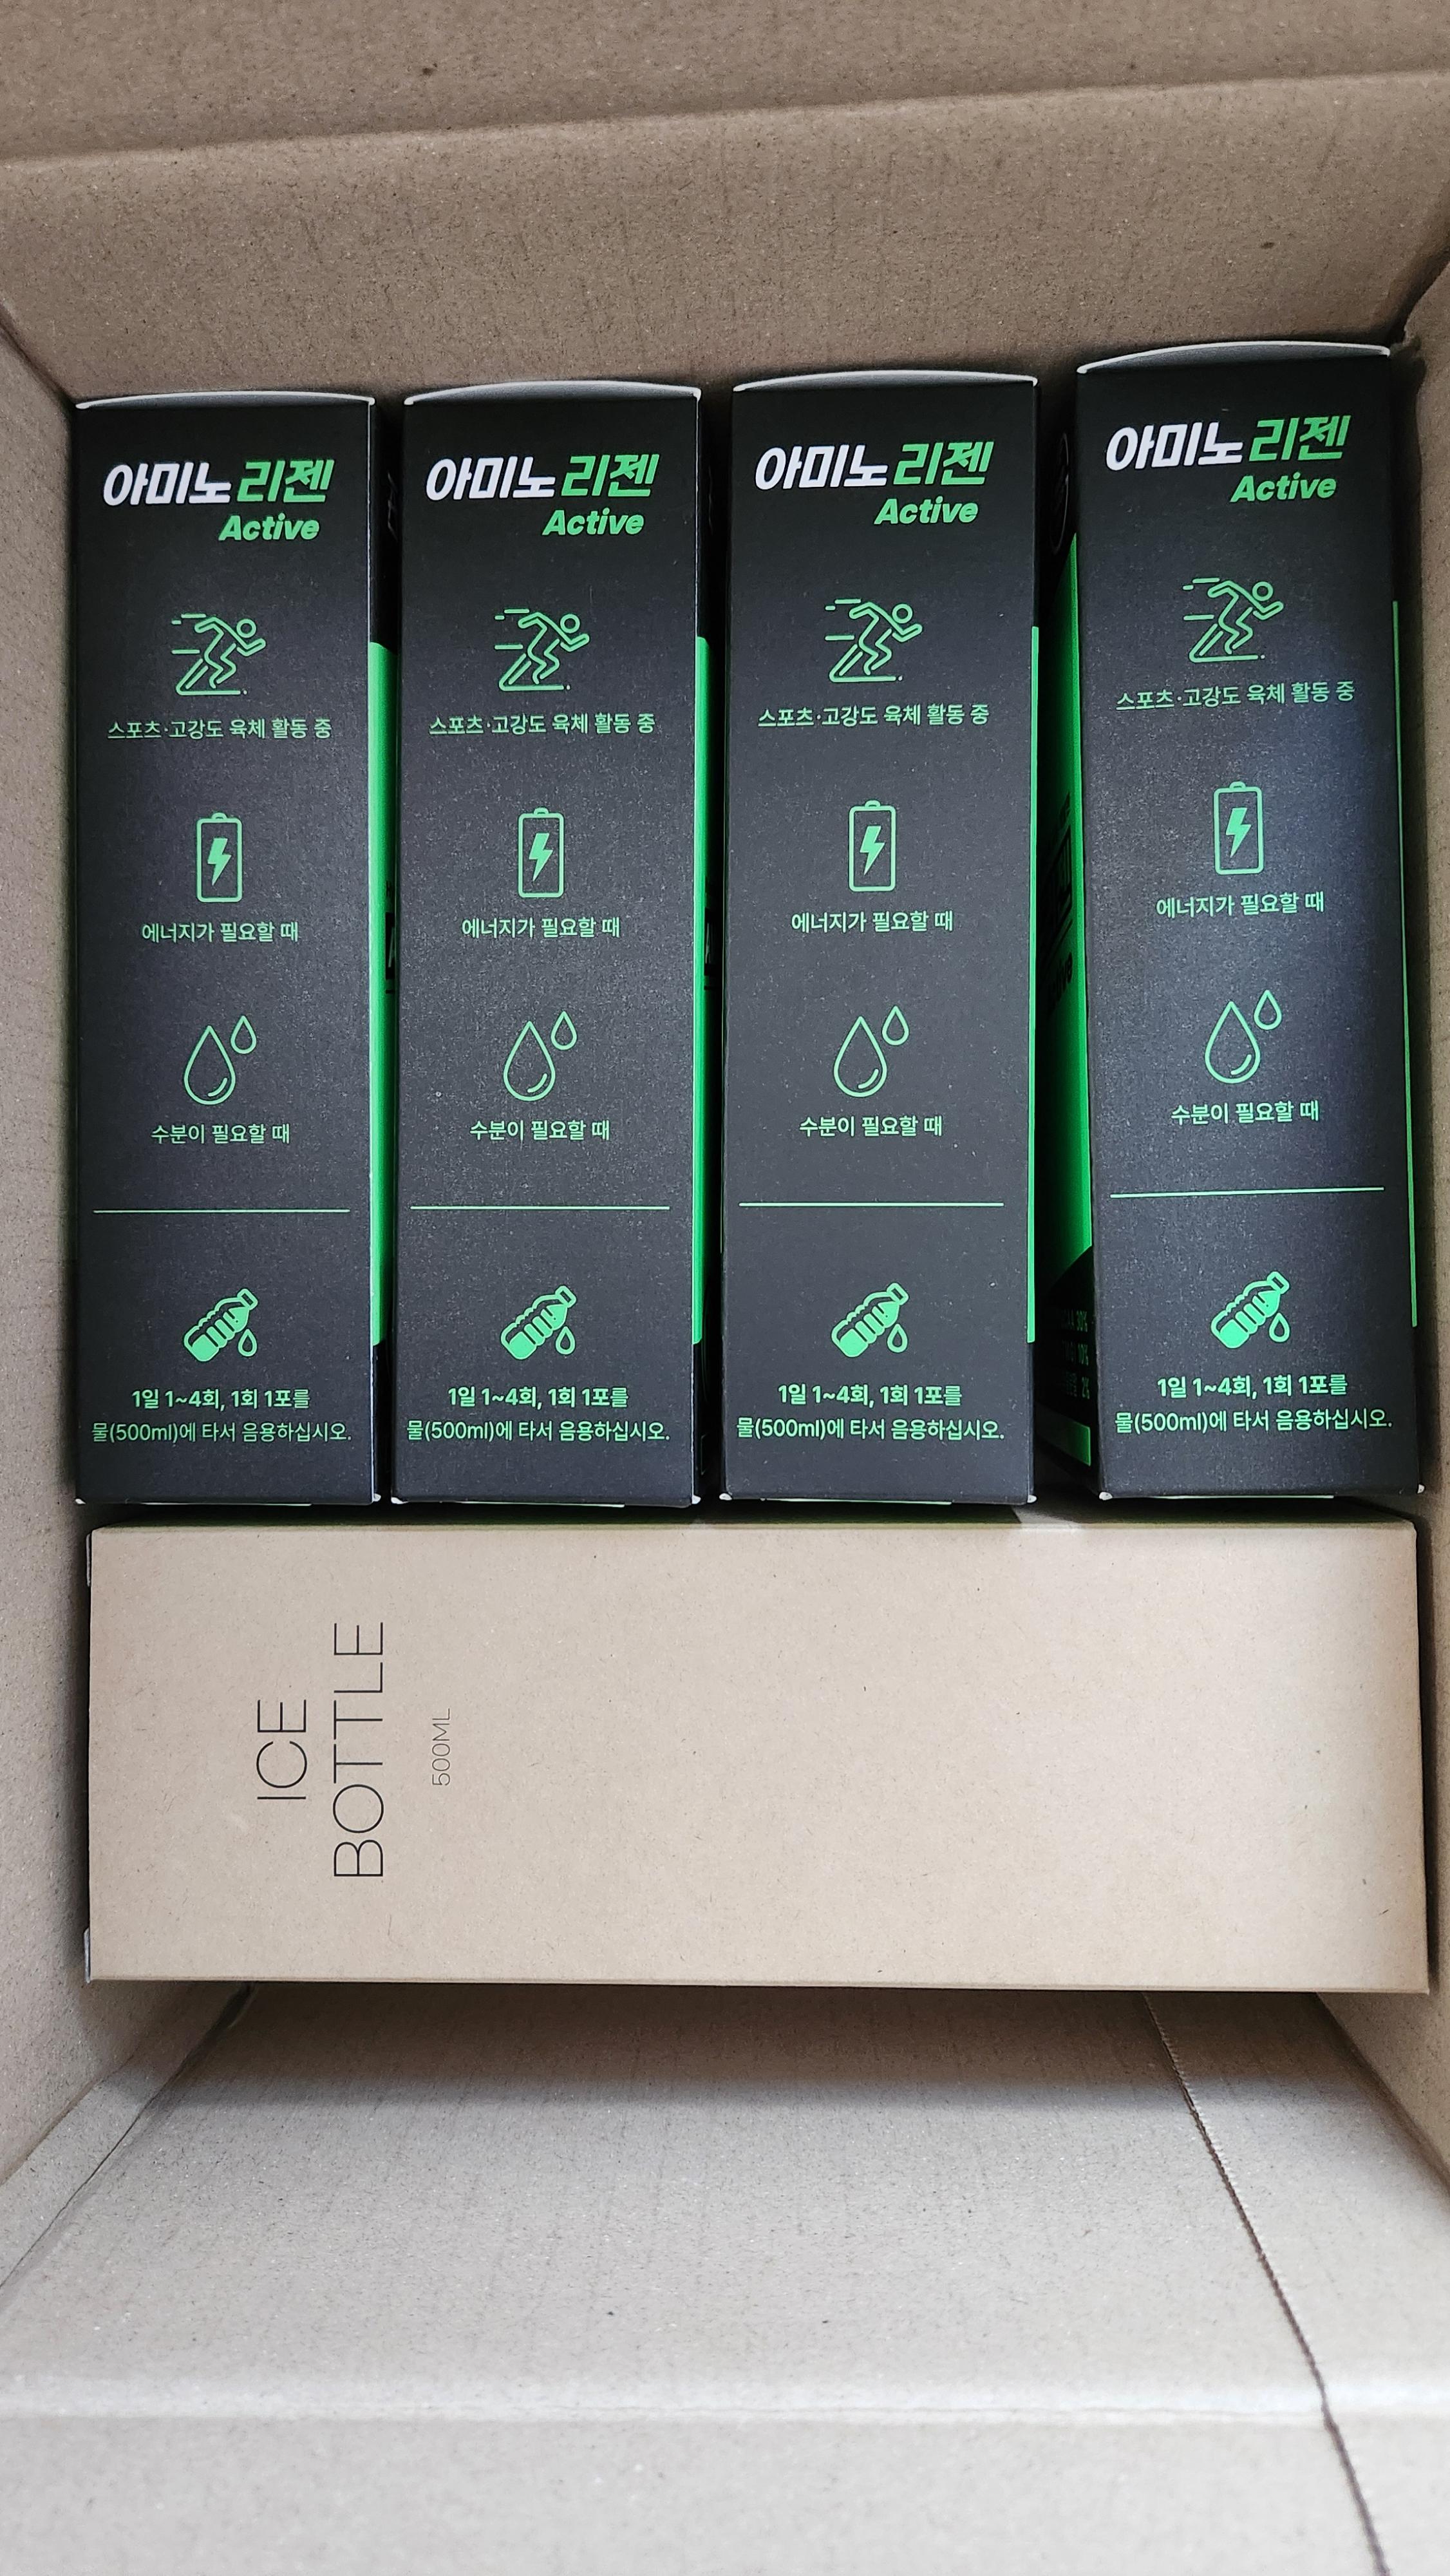 아미노리젠
Active
스포츠·고강도 육체 활동 중
에너지가 필요할 때
수분이 필요할 때
1일 1~4회, 1회 1포를
물(500ml)에 타서 음용하십시오.
아미노리젠
Active
스포츠·고강도 육체 활동 중
에너지가 필요할 때
수분이 필요할 때
1일 1~4회, 1회 1포를
물(500ml)에 타서 음용하십시오.
아미노리젠
Active
스포츠·고강도 육체 활동 중
에너지가 필요할 때
수분이 필요할 때
1일 1~4회, 1회 1포를
물(500ml)에 타서 음용하십시오.
아미노리젠
Active
스포츠·고강도 육체 활동 중
에너지가 필요할 때
수분이 필요할 때
1일 1~4회, 1회 1포를
물(500ml)에 타서 음용하십시오.
ICE
BOTTLE
500ML